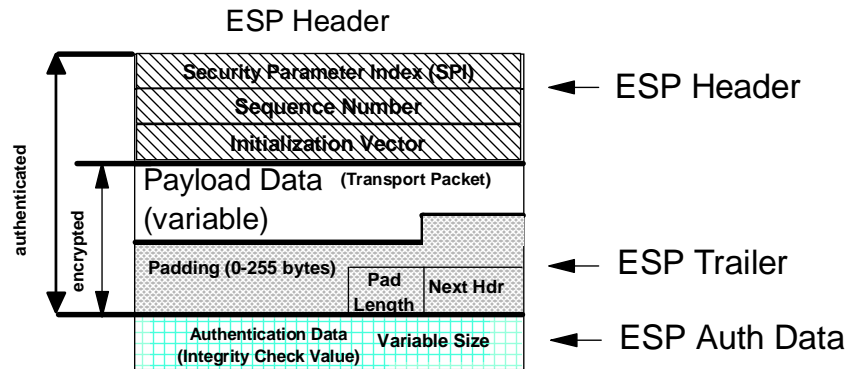 ESP Header
Security Parameter Index (SPI)
ESP Header
Sequence Number
Initialization Vector
authenticated
encrypted
Payload Data (Transport Packet)
(variable)
Padding (0-255 bytes)
Pad
Length
Next Hdr
ESP Trailer
Authentication Data
(Integrity Check Value)
Variable Size
ESP Auth Data